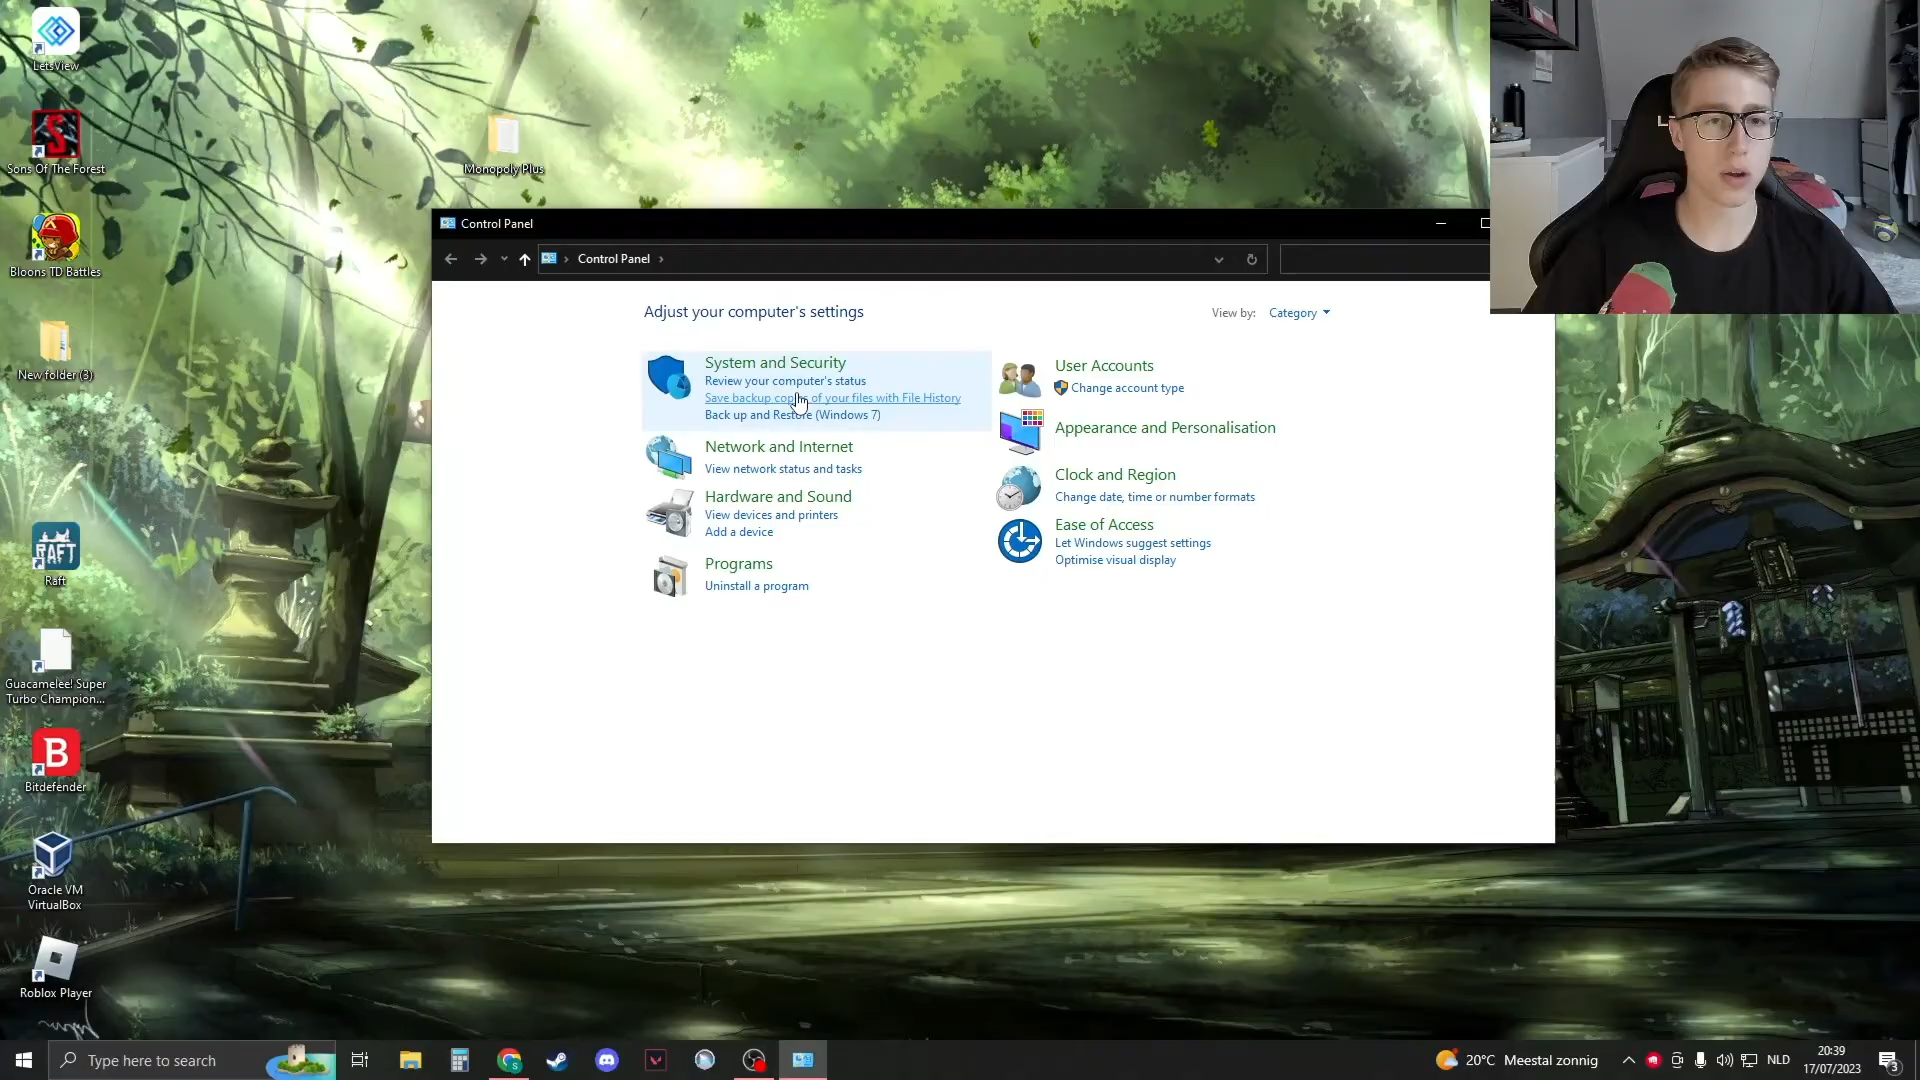 LetsView
Sons Of The Forest
Bloons TD Battles
New folder (3)
RAFT
Raft
Guacamelee! Super
Turbo Champion...
B
Bitdefender
Oracle VM
VirtualBox
Roblox Player
Monopoly Plus
Control Panel
Control Panel
Adjust your computer's settings
View by: Category
System and Security
Review your computer's status
Save backup copies of your files with File History
Back up and Restore (Windows 7)
Network and Internet
View network status and tasks
Hardware and Sound
View devices and printers
Add a device
Programs
Uninstall a program
User Accounts
Change account type
Appearance and Personalisation
Clock and Region
Change date, time or number formats
Ease of Access
Let Windows suggest settings
Optimise visual display
Type here to search
20°C Meestal zonnig
NLD
20:39
17/07/2023
3